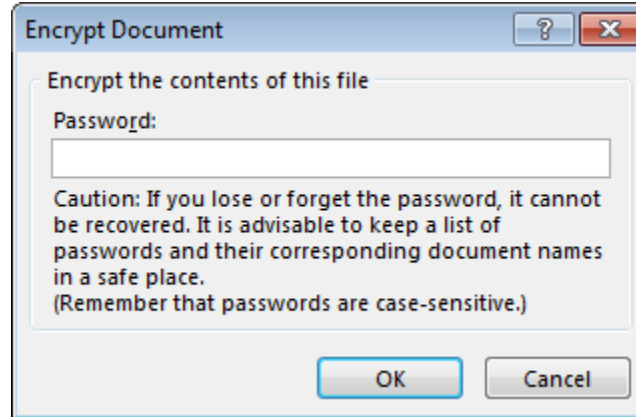 Encrypt Document
?
Encrypt the contents of this file
Password:
Caution: If you lose or forget the password, it cannot
be recovered. It is advisable to keep a list of
passwords and their corresponding document names
in a safe place.
(Remember that passwords are case-sensitive.)
OK Cancel